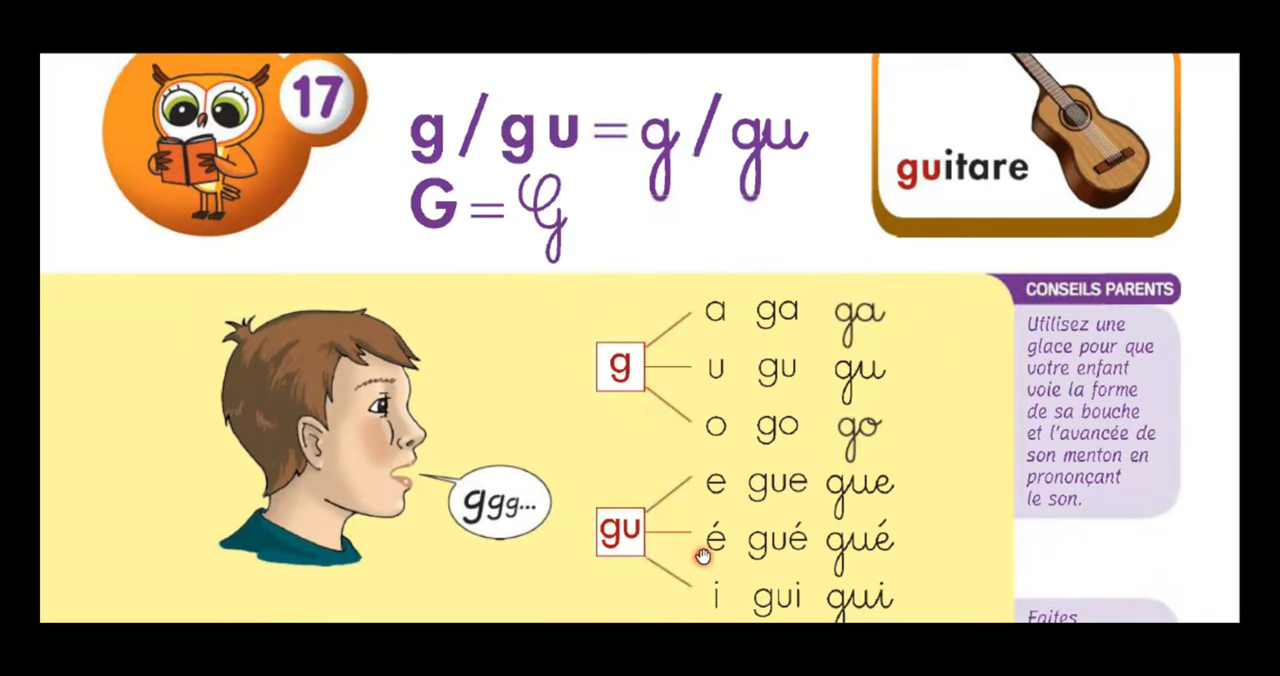 17
g / gu = g / gu
G = G
guitare
ggg...
g
a ga ga
u gu gu
o go go
gu
e gue gue
é gué gué
i gui gui
CONSEILS PARENTS
Utilisez une
glace pour que
votre enfant
voie la forme
de sa bouche
et l'avancée de
son menton en
prononçant
le son.
Faites